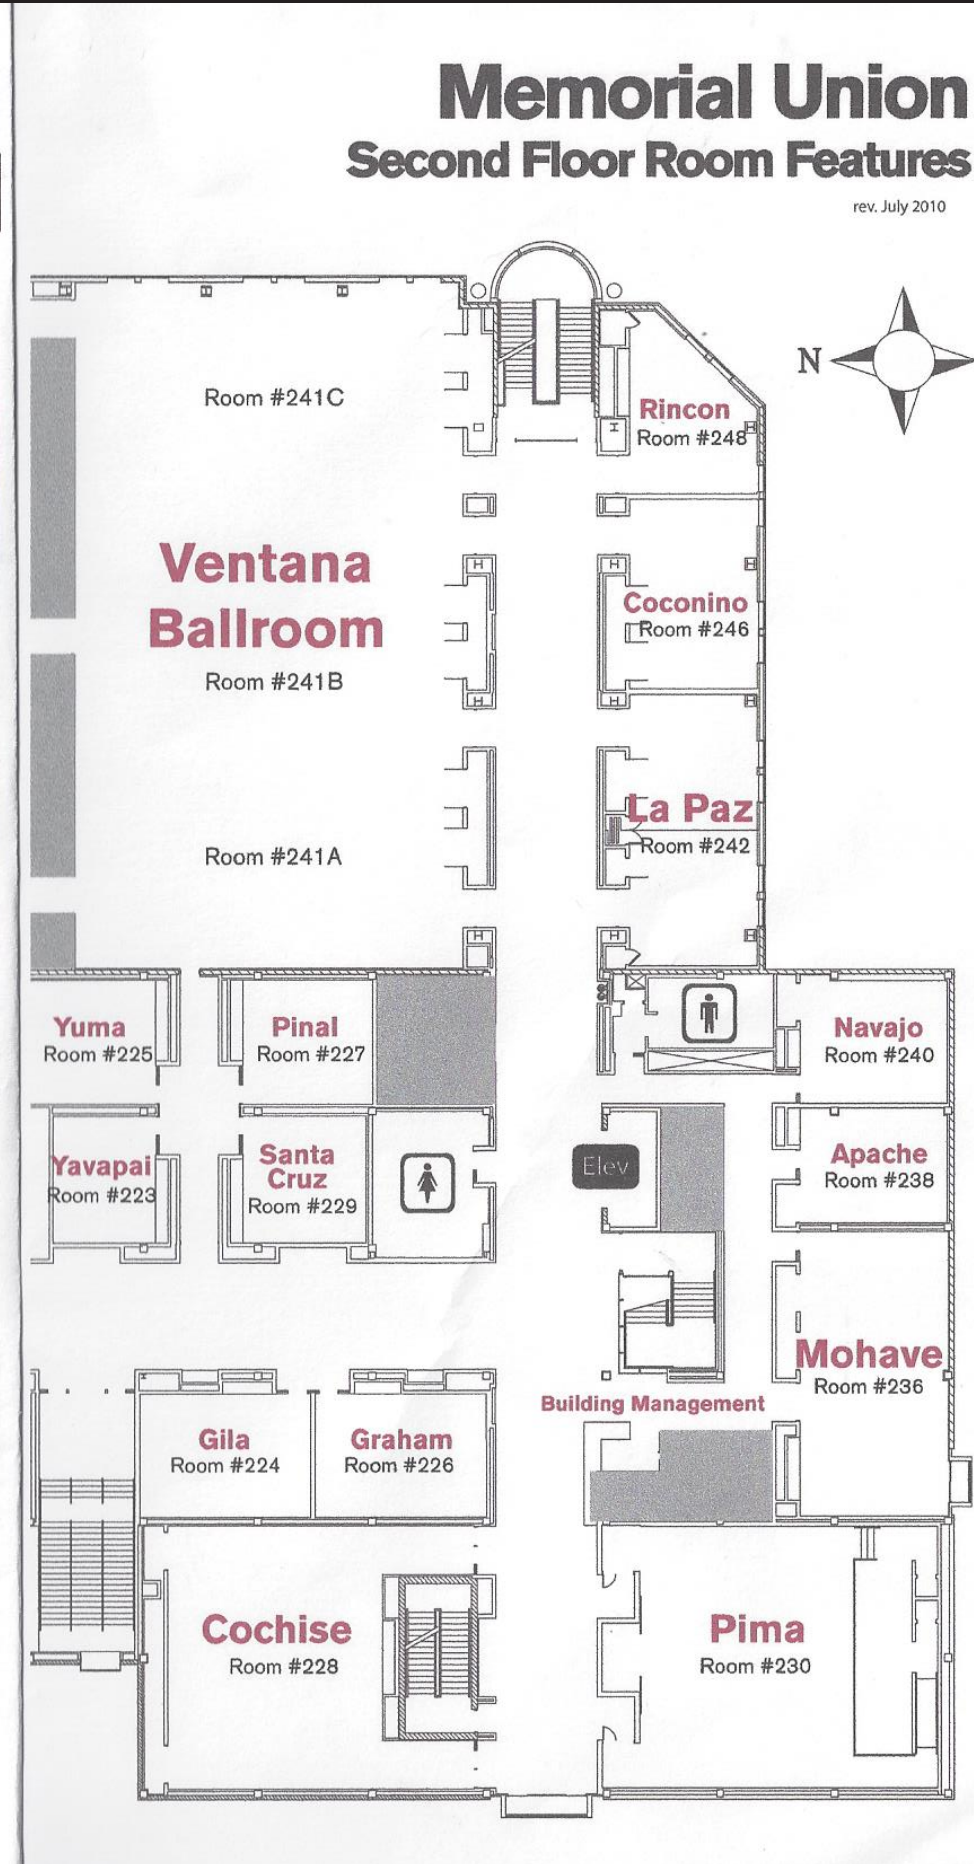 Memorial Union
Second Floor Room Features
rev. July 2010
N
Room #241C
Rincon
Room #248
Ventana
Ballroom
Coconino
Room #246
Room #241B
La Paz
Room #242
Room #241A
Yuma
Room #225
Pinal
Room #227
Navajo
Room #240
Yavapai
Room #223
Santa
Cruz
Room #229
Elev
Apache
Room #238
Mohave
Room #236
Building Management
Gila
Room #224
Graham
Room #226
Cochise
Room #228
Pima
Room #230